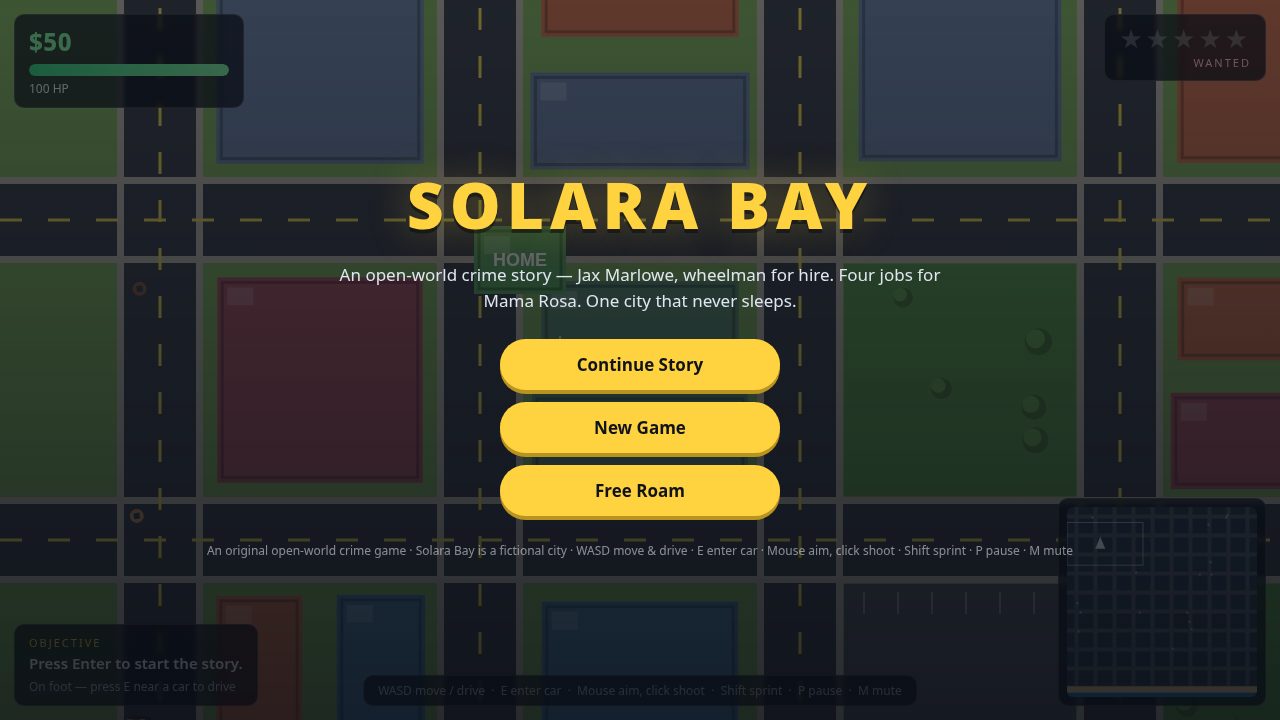 $50
100 HP
★★★★★
WANTED
SOLARA BAY
HOME
An open-world crime story — Jax Marlowe, wheelman for hire. Four jobs for
Mama Rosa. One city that never sleeps.
Continue Story
New Game
Free Roam
An original open-world crime game · Solara Bay is a fictional city · WASD move & drive · E enter car · Mouse aim, click shoot · Shift sprint · P pause · M mute
OBJECTIVE
Press Enter to start the story.
On foot — press E near a car to drive
WASD move / drive · E enter car · Mouse aim, click shoot · Shift sprint · P pause · M mute